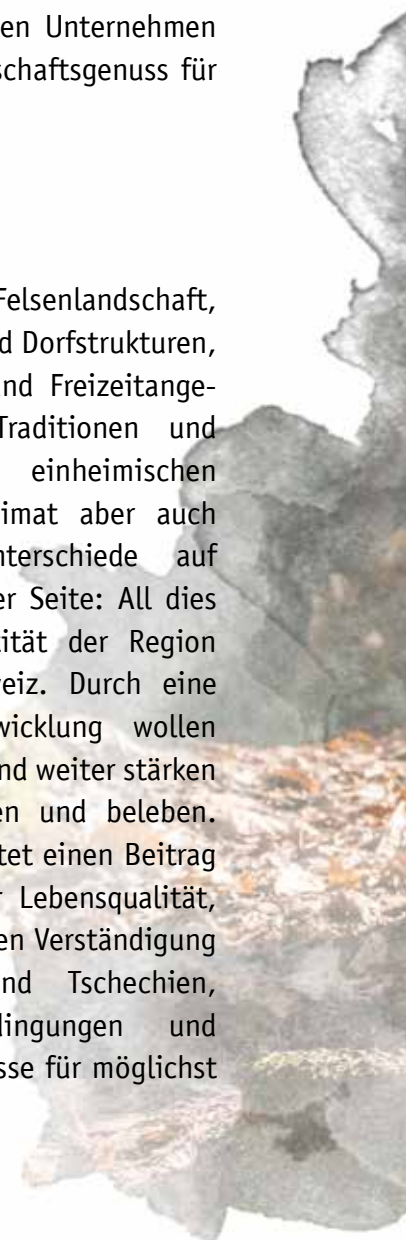 en Unternehmen
schaftsgenuss für
Felsenlandschaft,
d Dorfstrukturen,
nd Freizeitange-
Traditionen und
einheimischen
imat aber auch
nterschiede auf
er Seite: All dies
tität der Region
weiz. Durch eine
wicklung wollen
nd weiter stärken
en und beleben.
tet einen Beitrag
r Lebensqualität,
en Verständigung
nd Tschechien,
dingungen und
sse für möglichst